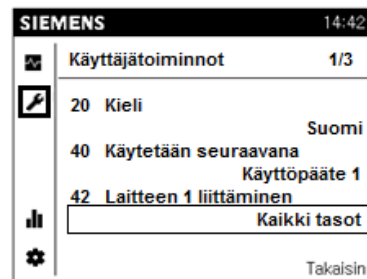 SIEMENS 14:42
Käyttäjätoiminnot 1/3
20 Kieli
Suomi
40 Käytetään seuraavana
Käyttöpääte 1
42 Laitteen 1 liittäminen
Kaikki tasot
Takaisin